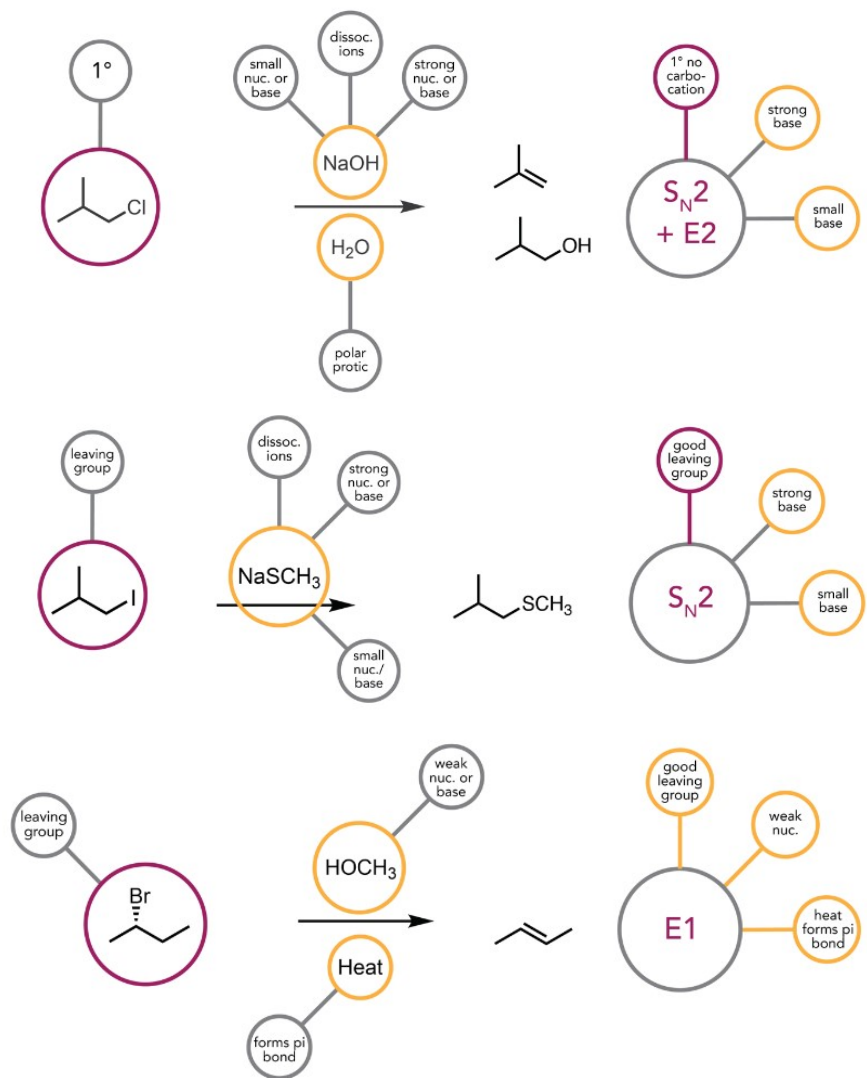 1°
Cl
small
nuc. or
base
dissoc.
ions
strong
nuc. or
base
NaOH
H₂O
polar
protic
OH
1° no
carbo-
cation
strong
base
small
base
S_N2
+ E2
leaving
group
I
dissoc.
ions
strong
nuc. or
base
NaSCH₃
small
nuc./
base
SCH₃
good
leaving
group
strong
base
small
base
S_N2
leaving
group
Br
weak
nuc. or
base
HOCH₃
Heat
forms pi
bond
good
leaving
group
weak
nuc.
heat
forms pi
bond
E1